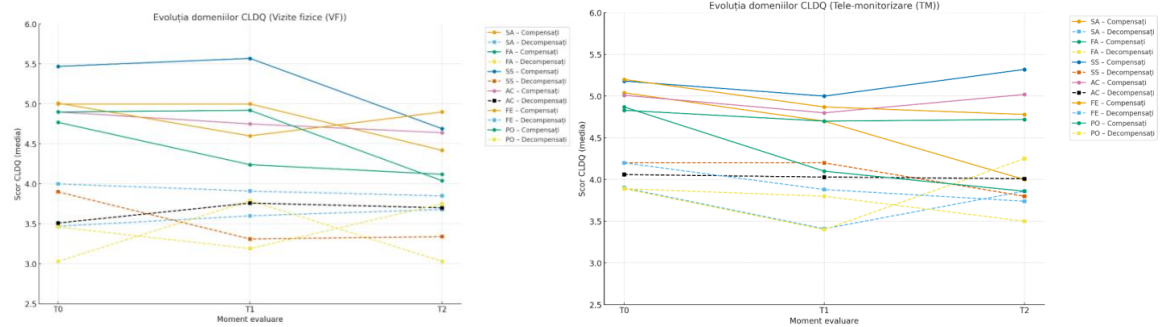 Evoluția domeniilor CLDQ (Vizite fizice (VF))
6.0
5.5
5.0
4.5
4.0
3.5
3.0
2.5
Scor CLDQ (media)
T0
T1
T2
Moment evaluare
SA – Compensați
SA – Decompensați
FA – Compensați
FA – Decompensați
SS – Compensați
SS – Decompensați
AC – Compensați
AC – Decompensați
FE – Compensați
FE – Decompensați
PO – Compensați
PO – Decompensați
Evoluția domeniilor CLDQ (Tele-monitorizare (TM))
6.0
5.5
5.0
4.5
4.0
3.5
3.0
2.5
Scor CLDQ (media)
T0
T1
T2
Moment evaluare
SA – Compensați
SA – Decompensați
FA – Compensați
FA – Decompensați
SS – Compensați
SS – Decompensați
AC – Compensați
AC – Decompensați
FE – Compensați
FE – Decompensați
PO – Compensați
PO – Decompensați